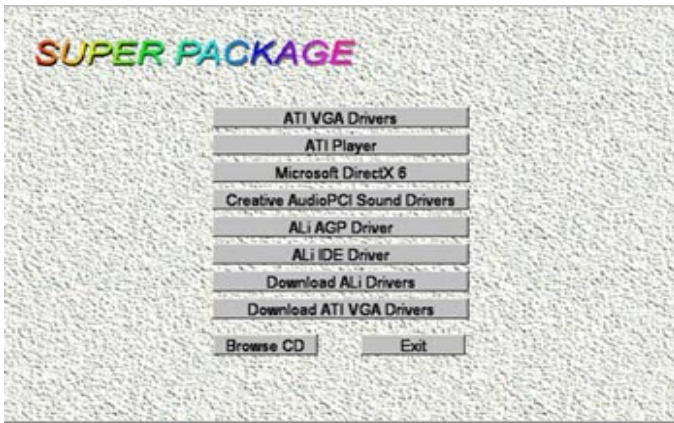 SUPER PACKAGE
ATI VGA Drivers
ATI Player
Microsoft DirectX 6
Creative AudioPCI Sound Drivers
ALi AGP Driver
ALi IDE Driver
Download ALi Drivers
Download ATI VGA Drivers
Browse CD Exit